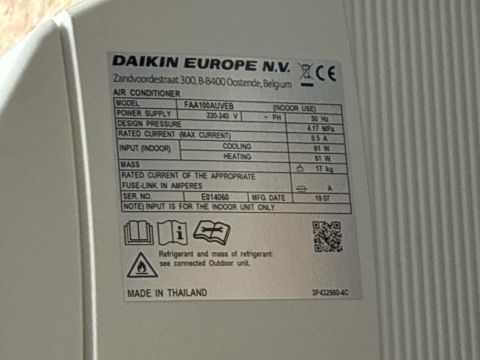 DAIKIN EUROPE N.V.
Zandvoordestraat 300, B-8400 Oostende, Belgium
AIR CONDITIONER
MODEL FAA100AUVEB (INDOOR USE)
POWER SUPPLY 220-240 V ~ PH 50 Hz
DESIGN PRESSURE 4.17 MPa
RATED CURRENT (MAX CURRENT) 0.5 A
INPUT (INDOOR) COOLING 61 W
HEATING 61 W
MASS 17 kg
RATED CURRENT OF THE APPROPRIATE
FUSE-LINK IN AMPERES A
SER. NO. E014060 MFG. DATE 19.07
NOTE) INPUT IS FOR THE INDOOR UNIT ONLY.
Refrigerant and mass of refrigerant:
see connected Outdoor unit.
MADE IN THAILAND
3P432980-4C